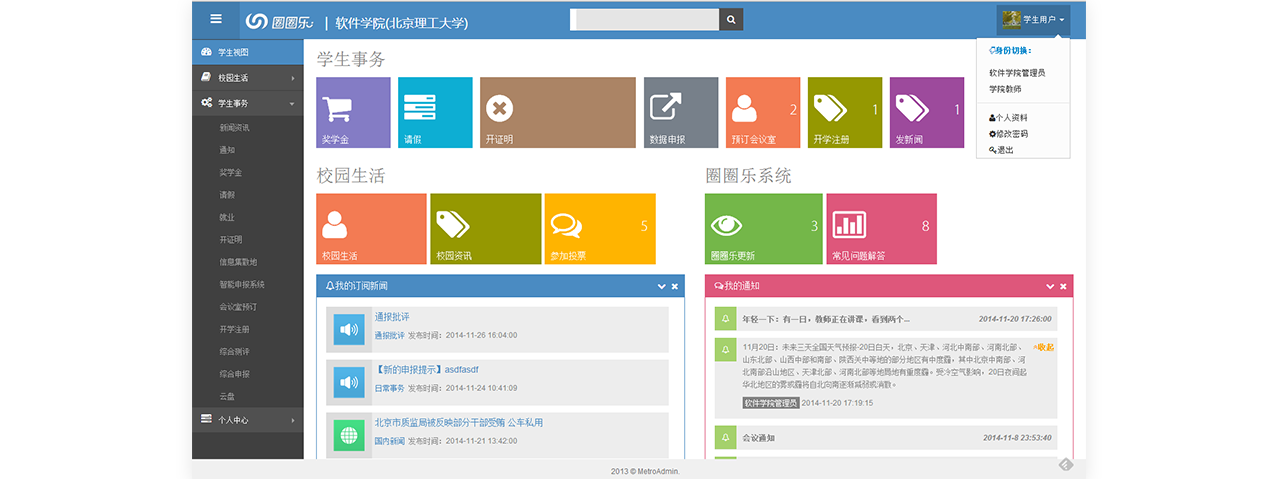 圈圈乐 | 软件学院(北京理工大学)
学生用户
身份切换：
软件学院管理员
学院教师
个人资料
修改密码
退出
学生视图
校园生活
学生事务
新闻资讯
通知
奖学金
请假
就业
开证明
信息集散地
智能申报系统
会议室预订
开学注册
综合测评
综合申报
云盘
个人中心
学生事务
奖学金
请假
开证明
数据申报
2
预订会议室
1
开学注册
1
发新闻
校园生活
校园生活
校园资讯
5
参加投票
圈圈乐系统
3
圈圈乐更新
8
常见问题解答
我的订阅新闻
通报批评
通报批评 发布时间：2014-11-26 16:04:00
【新的申报提示】asdfasdf
日常事务 发布时间：2014-11-24 10:41:09
北京市质监局被反映部分干部受贿 公车私用
国内新闻 发布时间：2014-11-21 13:42:00
我的通知
年轻一下：有一日，教师正在讲课，看到两个... 2014-11-20 17:26:00
11月20日：未来三天全国天气预报-20日白天，北京、天津、河北中南部、河南北部、
山东北部、山西中部和南部、陕西关中等地的部分地区有中度霾，其中北京中南部、河
北南部沿山地区、天津北部、河南北部等地局地有重度霾。受冷空气影响，20日夜间起
华北地区的雾或霾将自北向南逐渐减弱或消散。
收起
软件学院管理员 2014-11-20 17:19:15
会议通知 2014-11-8 23:53:40
2013 © MetroAdmin.